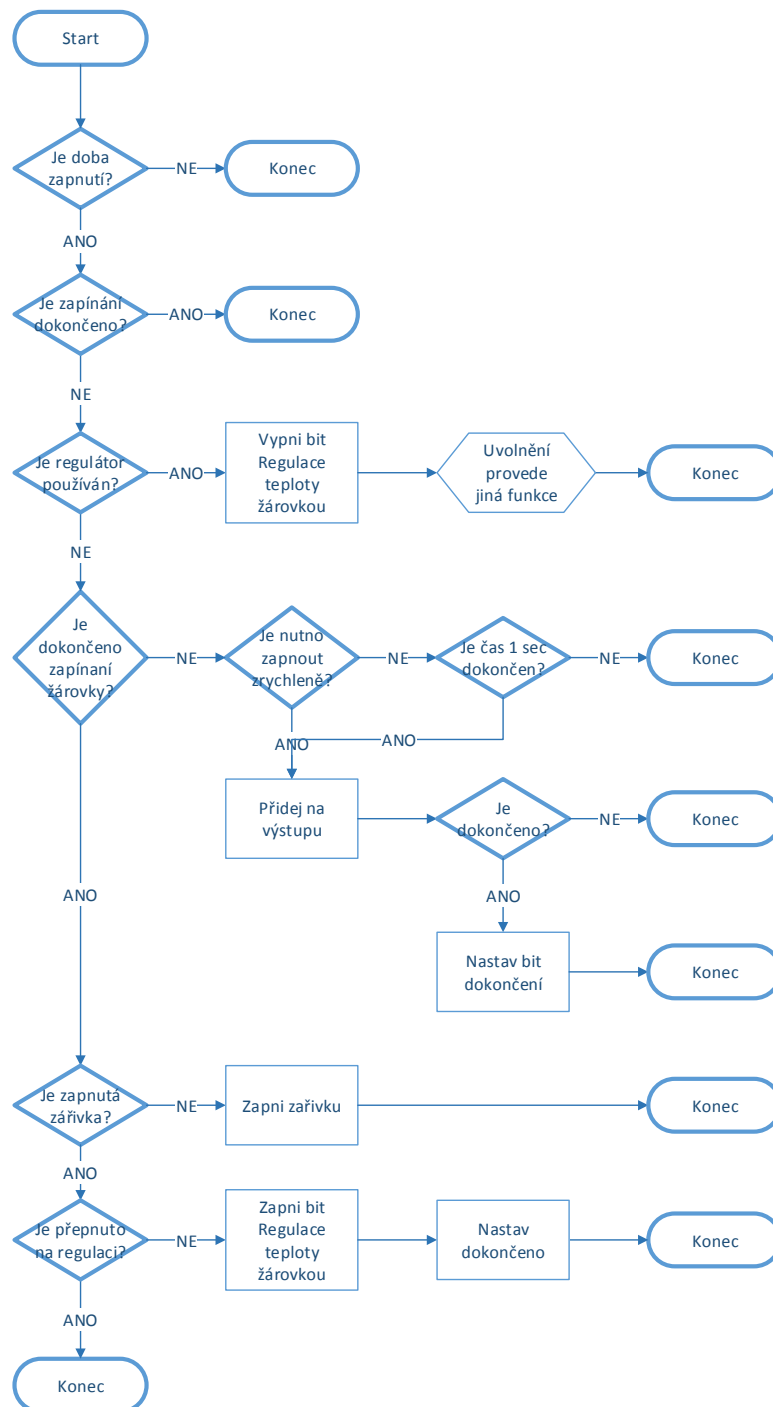 Start
Je doba
zapnutí?
NE
Konec
ANO
Je zapínání
dokončeno?
ANO
Konec
NE
Je regulátor
používán?
ANO
Vypni bit
Regulace
teploty
žárovkou
Uvolnění
provede
jiná funkce
Konec
NE
Je
dokončeno
zapínaní
žárovky?
NE
Je nutno
zapnout
zrychleně?
NE
Je čas 1 sec
dokončen?
NE
Konec
ANO
ANO
Přidej na
výstupu
Je
dokončeno?
NE
Konec
ANO
ANO
Nastav bit
dokončení
Konec
Je zapnutá
zářivka?
NE
Zapni zařivku
Konec
ANO
Je přepnuto
na regulaci?
NE
Zapni bit
Regulace
teploty
žárovkou
Nastav
dokončeno
Konec
ANO
Konec